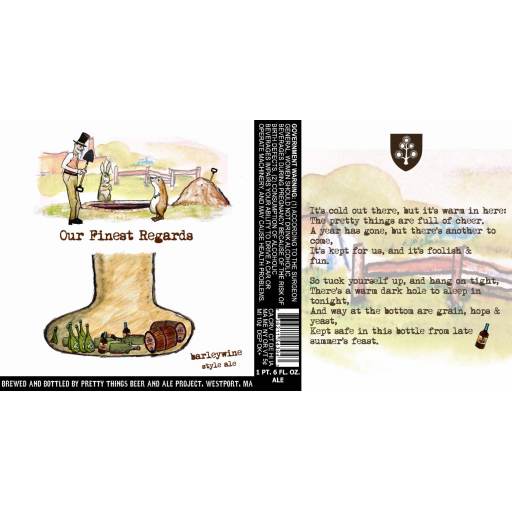 Our Finest Regards
barleywine
style ale
BREWED AND BOTTLED BY PRETTY THINGS BEER AND ALE PROJECT, WESTPORT, MA
GOVERNMENT WARNING: (1) ACCORDING TO THE SURGEON
GENERAL, WOMEN SHOULD NOT DRINK ALCOHOLIC
BEVERAGES DURING PREGNANCY BECAUSE OF THE RISK OF
BIRTH DEFECTS. (2) CONSUMPTION OF ALCOHOLIC
BEVERAGES IMPAIRS YOUR ABILITY TO DRIVE A CAR OR
OPERATE MACHINERY, AND MAY CAUSE HEALTH PROBLEMS.
MI 10¢
1 PT. 6 FL. OZ.
ALE
It's cold out there, but it's warm in here:
The pretty things are full of cheer.
A year has gone, but there's another to
come,
It's kept for us, and it's foolish &
fun.
So tuck yourself up, and hang on tight,
There's a warm dark hole to sleep in
tonight,
And way at the bottom are grain, hops &
yeast,
Kept safe in this bottle from late
summer's feast.